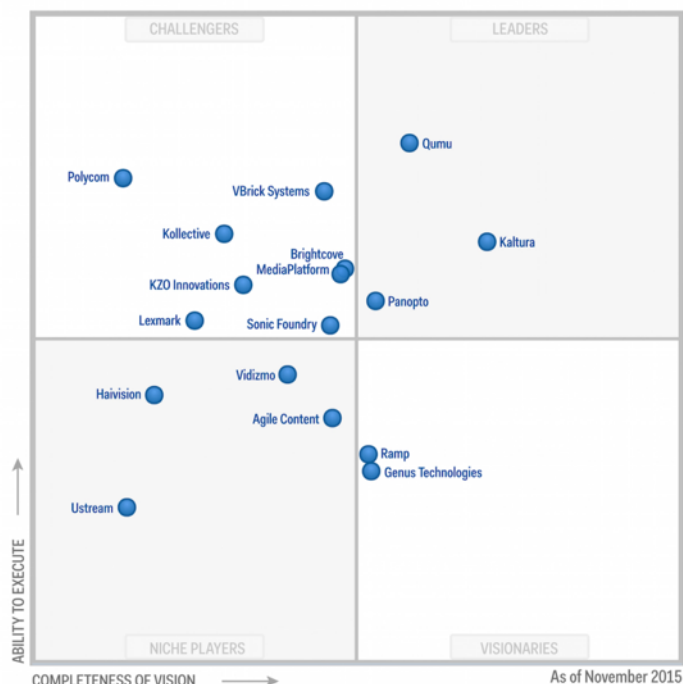 CHALLENGERS
LEADERS
Qumu
Polycom
VBrick Systems
Kollective
Kaltura
Brightcove
MediaPlatform
KZO Innovations
Panopto
Lexmark
Sonic Foundry
Vidizmo
Haivision
Agile Content
Ramp
Genus Technologies
Ustream
ABILITY TO EXECUTE
NICHE PLAYERS
VISIONARIES
COMPLETENESS OF VISION
As of November 2015